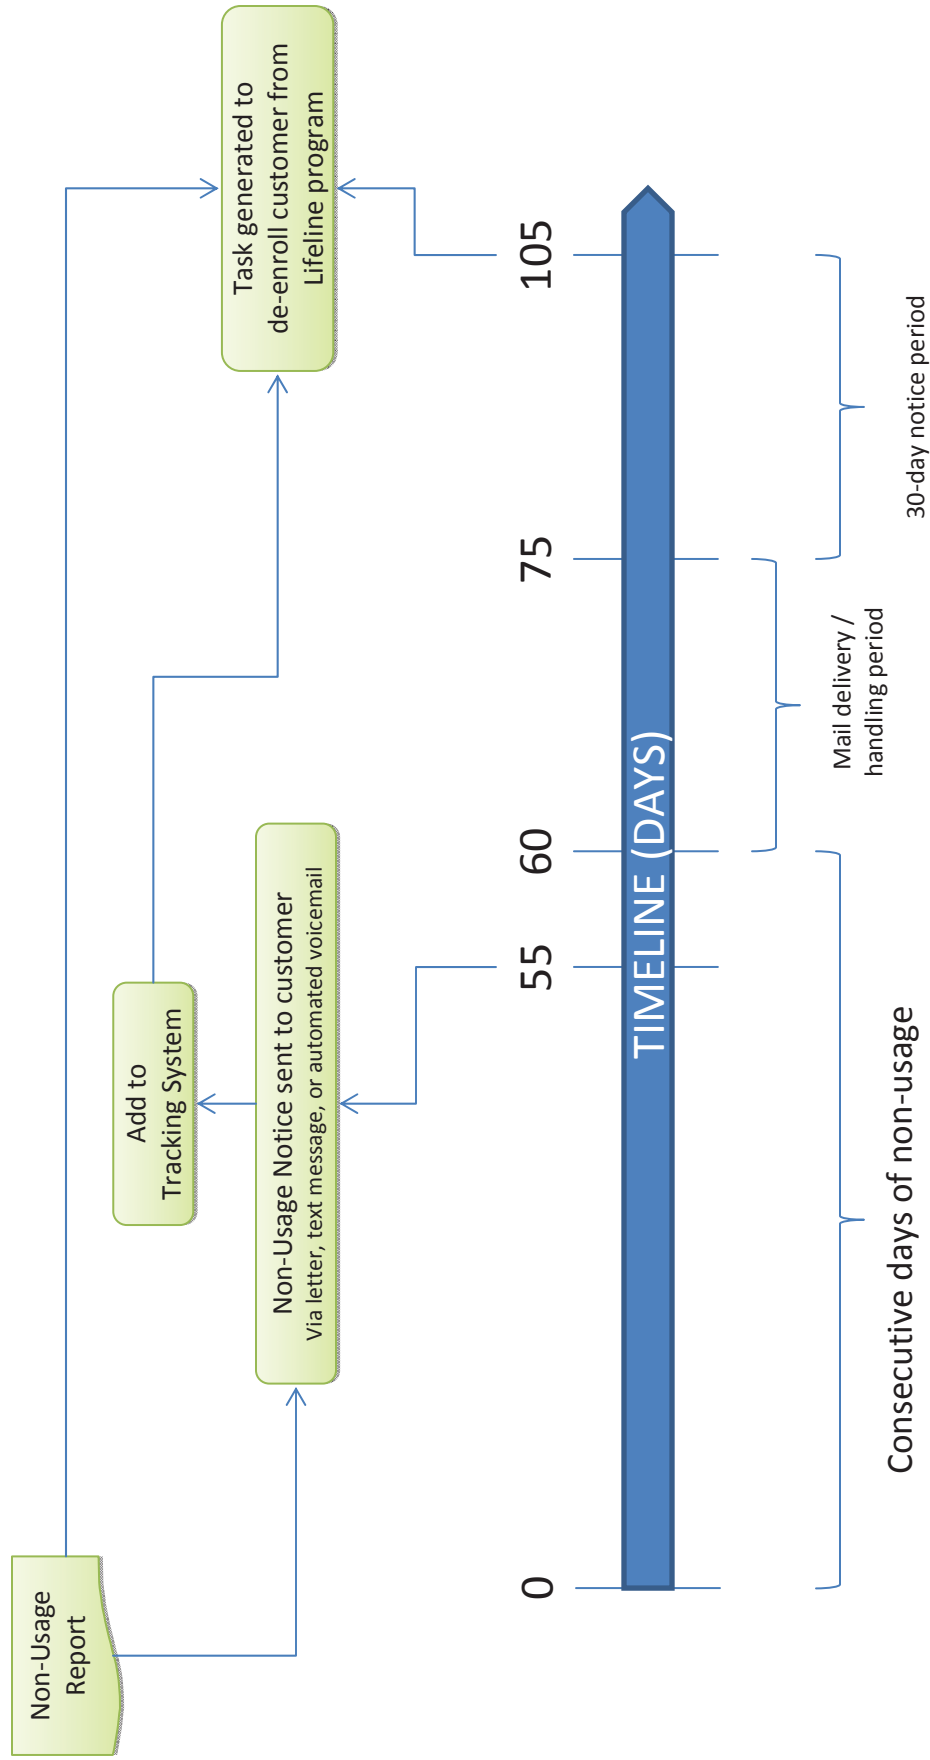 Non-Usage
Report
Add to
Tracking System
Non-Usage Notice sent to customer
Via letter, text message, or automated voicemail
Task generated to
de-enroll customer from
Lifeline program
0
55
60
75
105
TIMELINE (DAYS)
Consecutive days of non-usage
Mail delivery /
handling period
30-day notice period